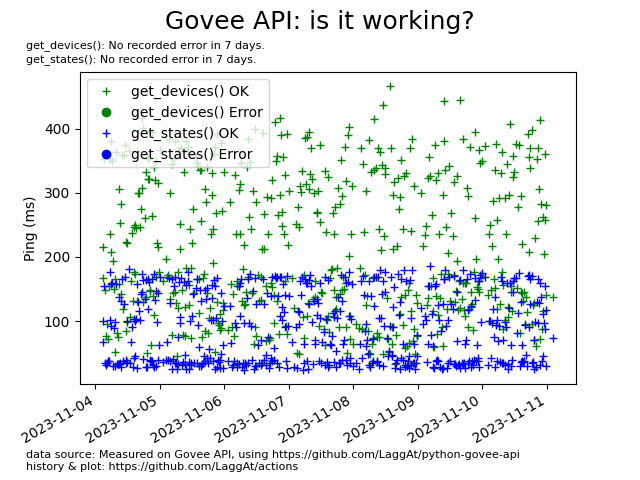 Govee API: is it working?
get_devices(): No recorded error in 7 days.
get_states(): No recorded error in 7 days.
get_devices() OK
get_devices() Error
get_states() OK
get_states() Error
Ping (ms)
400
300
200
100
2023-11-04
2023-11-05
2023-11-06
2023-11-07
2023-11-08
2023-11-09
2023-11-10
2023-11-11
data source: Measured on Govee API, using https://github.com/LaggAt/python-govee-api
history & plot: https://github.com/LaggAt/actions